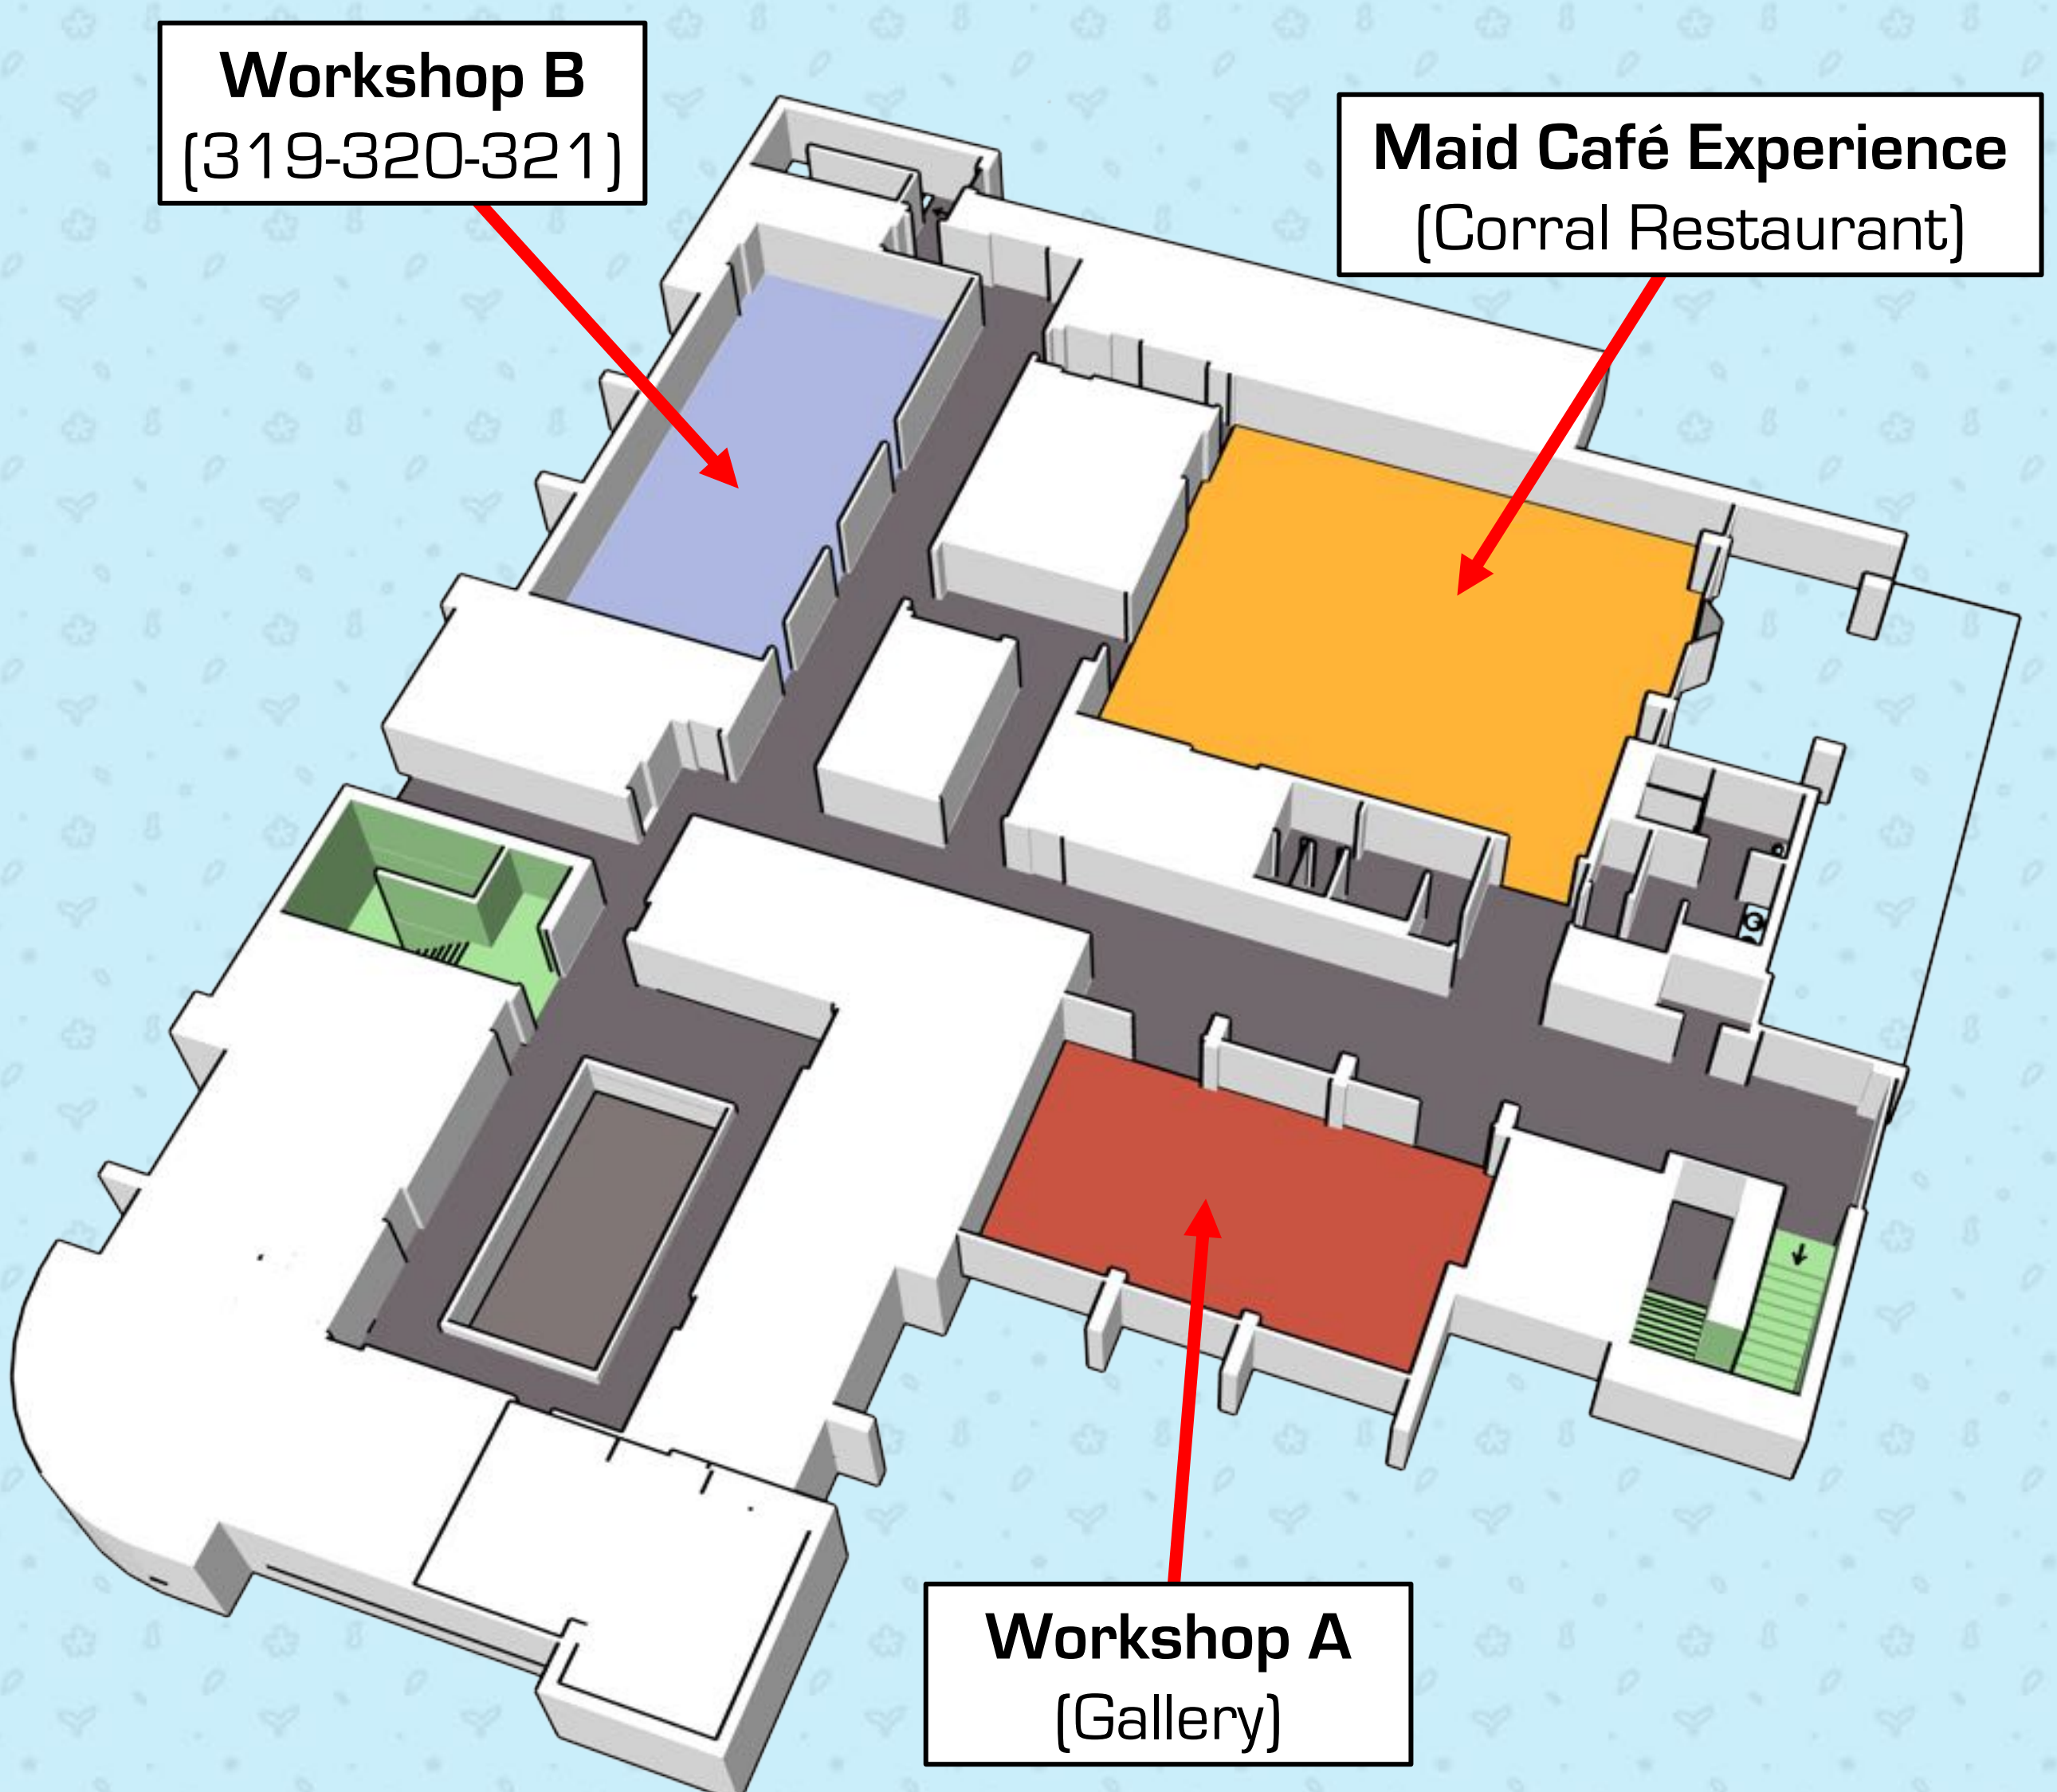 Workshop B
(319-320-321)
Maid Café Experience
(Corral Restaurant)
Workshop A
(Gallery)